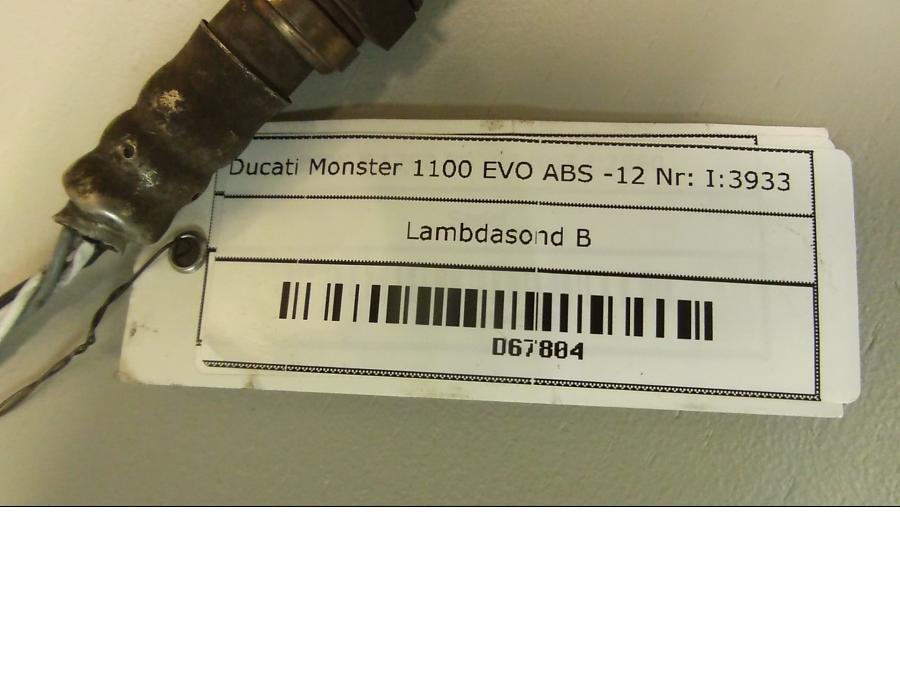 Ducati Monster 1100 EVO ABS -12 Nr: I:3933
Lambdasond B
D67804